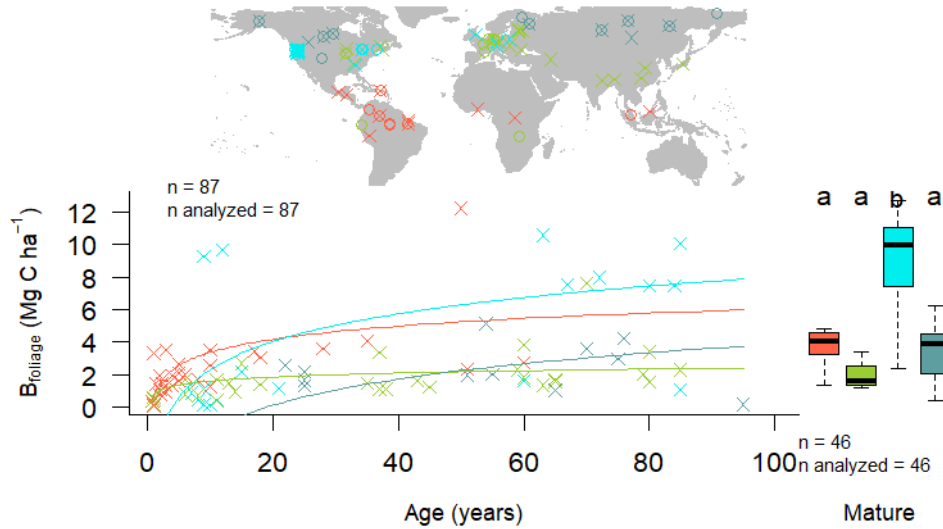 n = 87
n analyzed = 87
a a b a
12
10
8
6
4
2
0
B foliage (Mg C ha⁻¹)
0 20 40 60 80 100
n = 46
n analyzed = 46
Age (years)
Mature